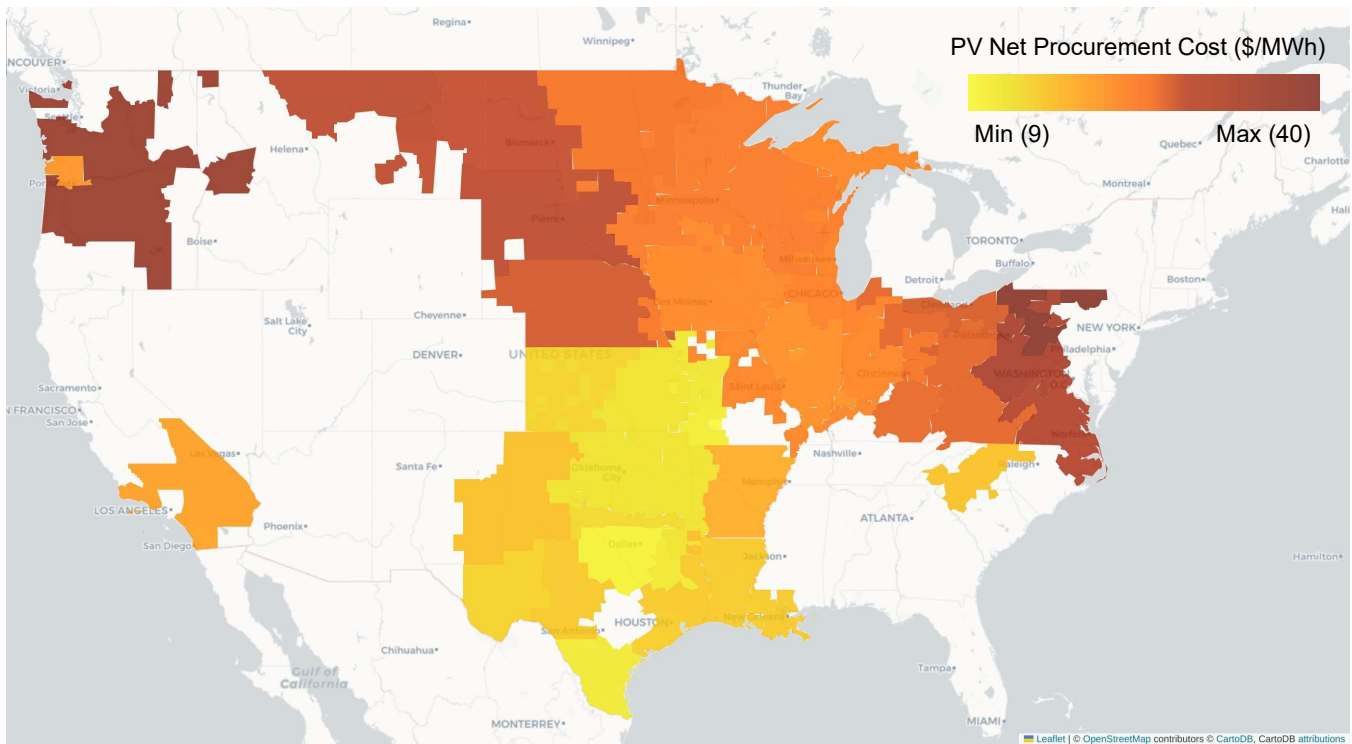 Regina
Winnipeg
PV Net Procurement Cost ($/MWh)
NCOUVER
Thunder
Bay
Victoria
Seattle
Min (9)
Max (40)
Helena
Bismarck
Quebec
Charlotte
Port
Montreal
Minneapolis
Hali
Pierre
Boise
TORONTO
Milwaukee
Buffalo
Boston
Detroit
CHICAGO
Des Moines
Cleveland
Cheyenne
Salt Lake
City
NEW YORK
Pittsburgh
DENVER
UNITED STATES
Philadelphia
Sacramento
Cincinnati
WASHINGTON
D.C.
Saint Louis
N FRANCISCO
San Jose
Norfolk
Las Vegas
Nashville
Santa Fe
Oklahoma
City
Raleigh
Memphis
LOS ANGELES
Phoenix
ATLANTA
San Diego
Dallas
Jackson
Hamilton
HOUSTON
New Orleans
San Antonio
Chihuahua
Gulf of
California
Tampa
MONTERREY
MIAMI
Leaflet | © OpenStreetMap contributors © CartoDB, CartoDB attributions